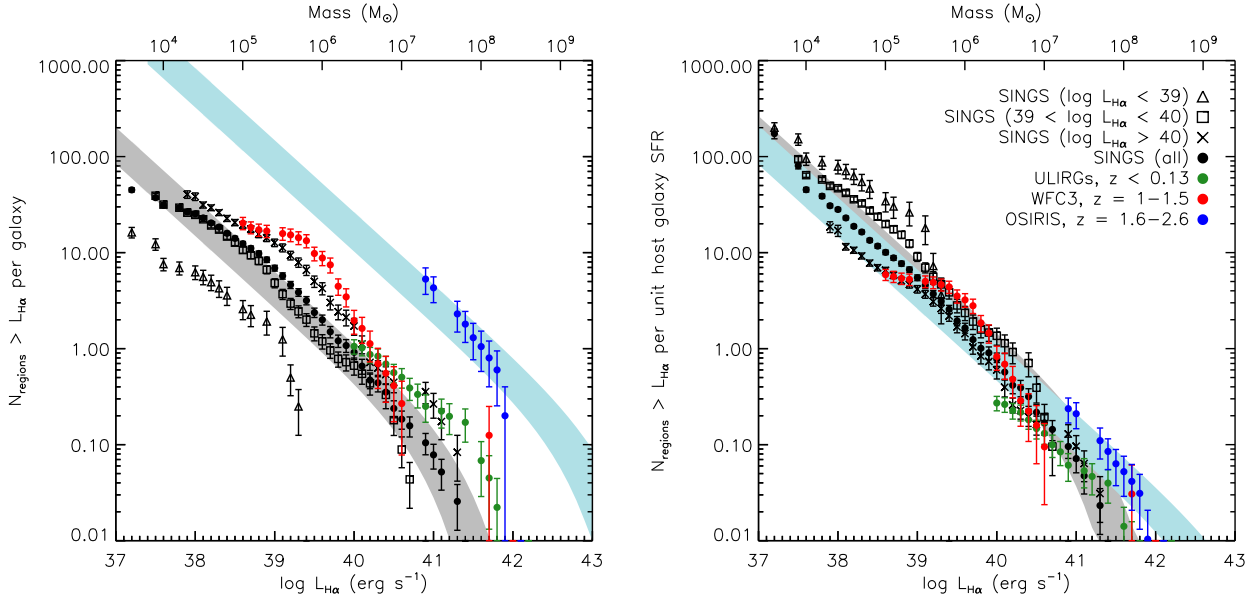 Mass (M⊙)
10⁴ 10⁵ 10⁶ 10⁷ 10⁸ 10⁹
N_regions > L_Hα per galaxy
1000.00
100.00
10.00
1.00
0.10
0.01
37 38 39 40 41 42 43
log L_Hα (erg s⁻¹)
Mass (M⊙)
10⁴ 10⁵ 10⁶ 10⁷ 10⁸ 10⁹
N_regions > L_Hα per unit host galaxy SFR
1000.00
100.00
10.00
1.00
0.10
0.01
SINGS (log L_Hα < 39)
SINGS (39 < log L_Hα < 40)
SINGS (log L_Hα > 40)
SINGS (all)
ULIRGs, z < 0.13
WFC3, z = 1−1.5
OSIRIS, z = 1.6−2.6
37 38 39 40 41 42 43
log L_Hα (erg s⁻¹)